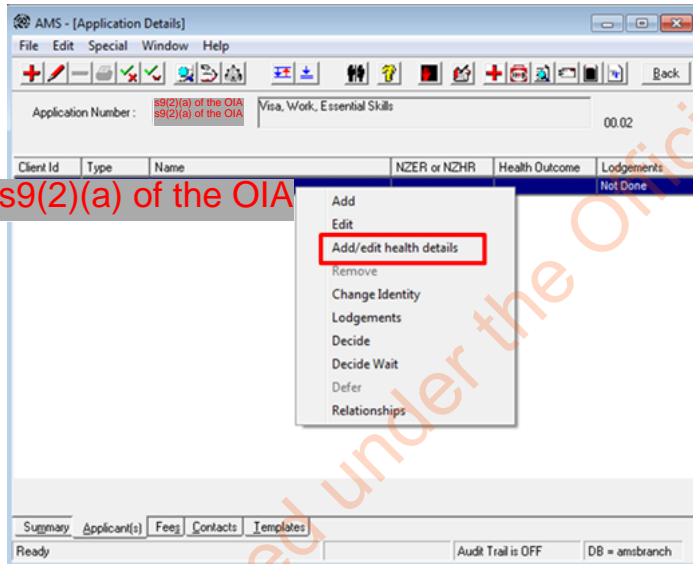 AMS - [Application Details]
File Edit Special Window Help
Back
Application Number :
s9(2)(a) of the OIA
s9(2)(a) of the OIA
Visa, Work, Essential Skills
00.02
Client Id Type Name NZER or NZHR Health Outcome Lodgements
Not Done
s9(2)(a) of the OIA
Add
Edit
Add/edit health details
Remove
Change Identity
Lodgements
Decide
Decide Wait
Defer
Relationships
Summary Applicant(s) Fees Contacts Templates
Ready Audit Trail is OFF DB = amsbranch
under the Offici